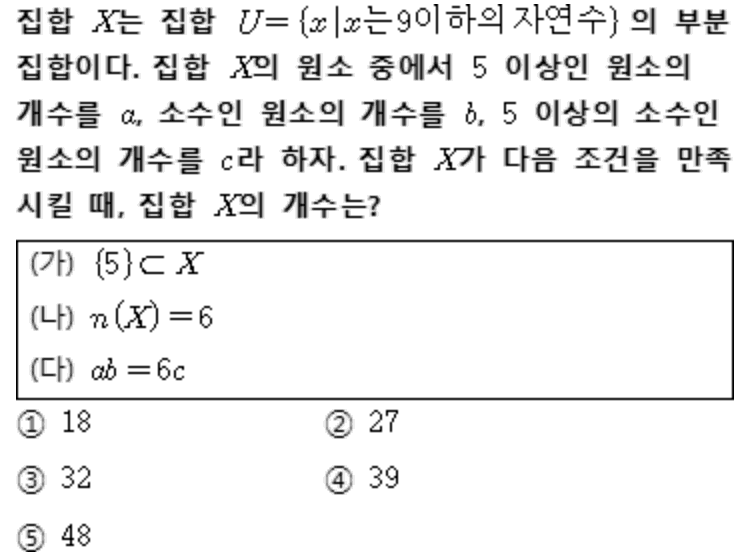 집합 X는 집합 U={x|x는9이하의 자연수}의 부분
집합이다. 집합 X의 원소 중에서 5 이상인 원소의
개수를 a, 소수인 원소의 개수를 b, 5 이상의 소수인
원소의 개수를 c라 하자. 집합 X가 다음 조건을 만족
시킬 때, 집합 X의 개수는?
(가) {5}⊂X
(나) n(X)=6
(다) ab=6c
① 18 ② 27
③ 32 ④ 39
⑤ 48